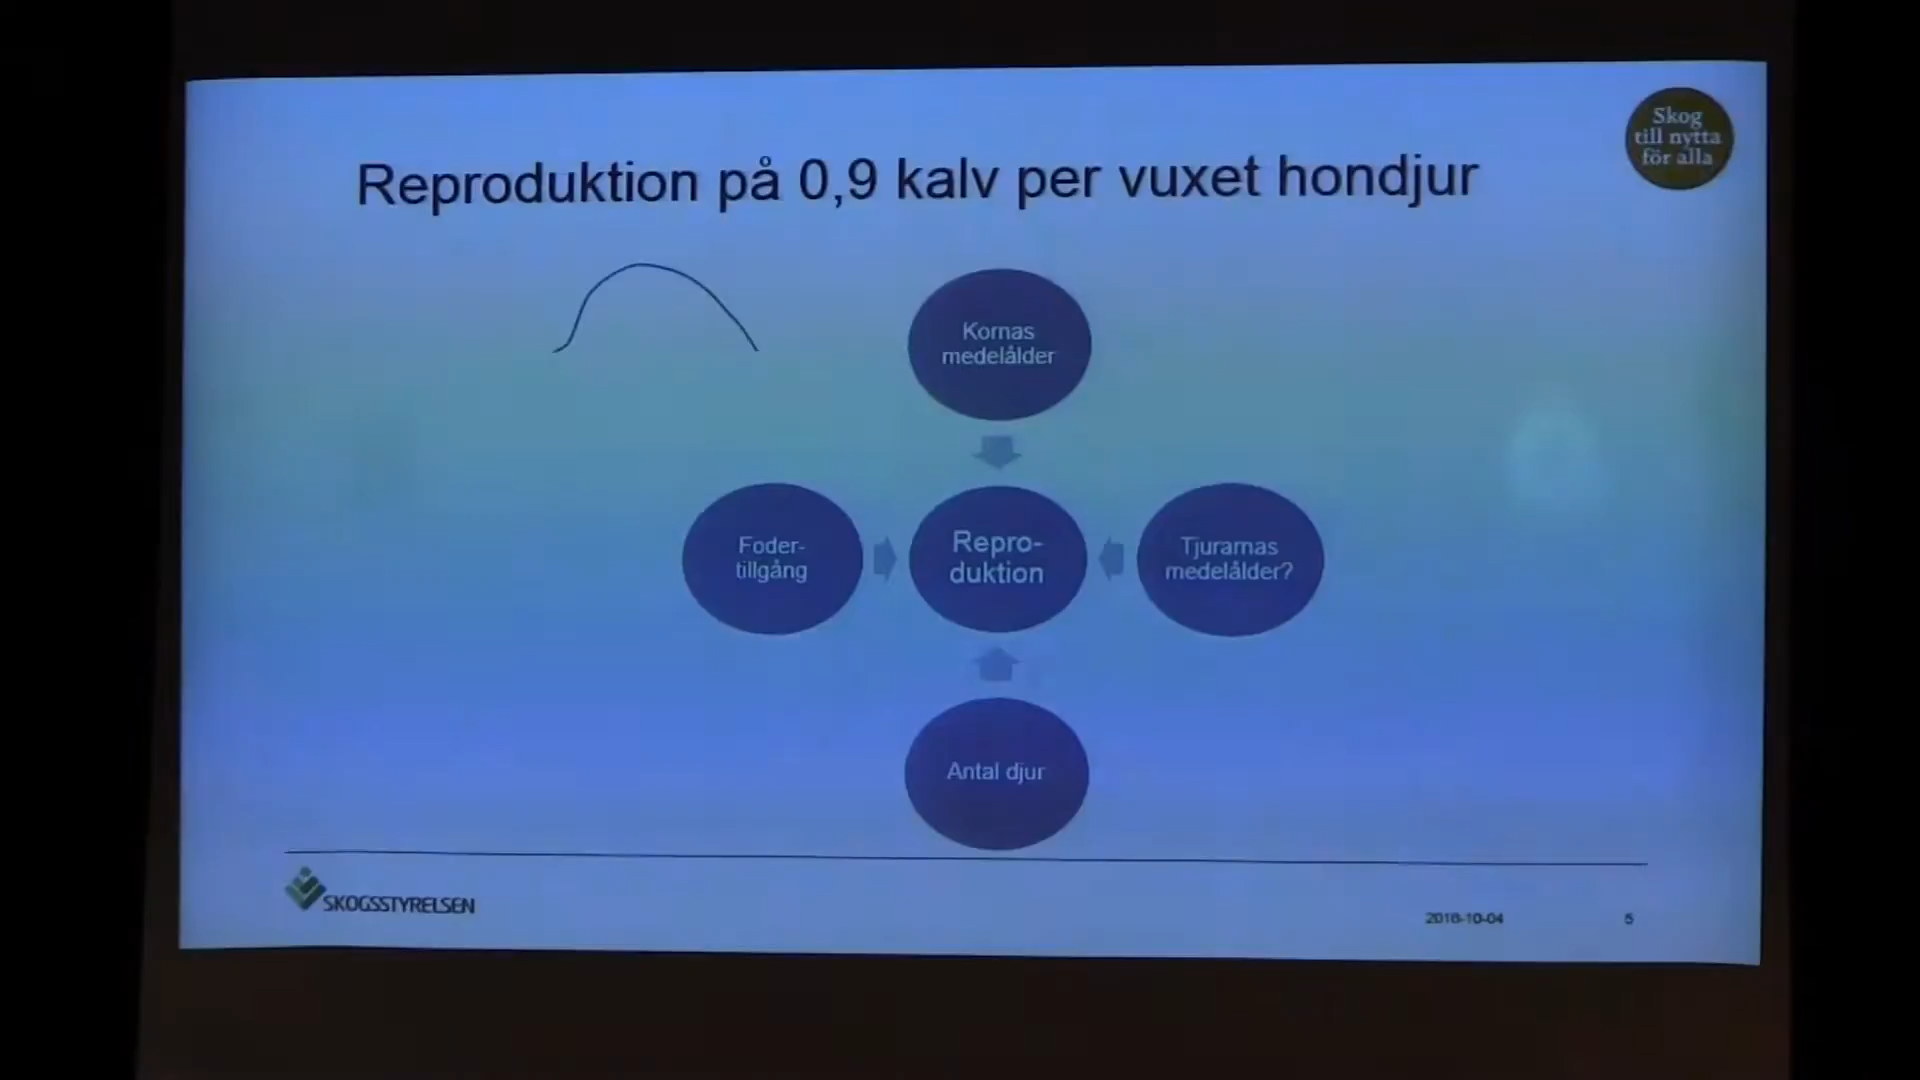 Skog
till nytta
för alla
Reproduktion på 0,9 kalv per vuxet hondjur
Kornas
medelålder
Foder-
tillgång
Repro-
duktion
Tjurarnas
medelålder?
Antal djur
SKOGSSTYRELSEN
2016-10-04
5